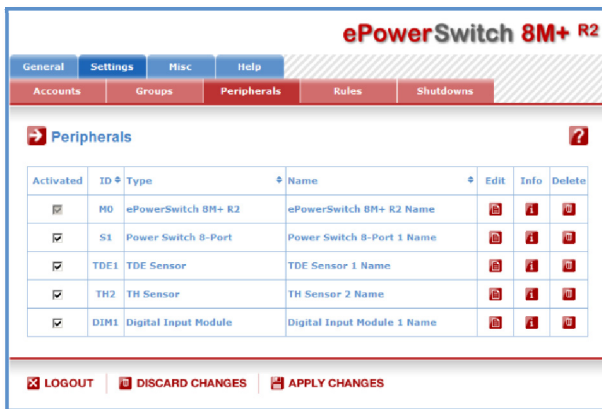 ePowerSwitch 8M+ R2
General Settings Misc Help
Accounts Groups Peripherals Rules Shutdowns
Peripherals ?
Activated ID Type Name Edit Info Delete
M0 ePowerSwitch 8M+ R2 ePowerSwitch 8M+ R2 Name
S1 Power Switch 8-Port Power Switch 8-Port 1 Name
TDE1 TDE Sensor TDE Sensor 1 Name
TH2 TH Sensor TH Sensor 2 Name
DIM1 Digital Input Module Digital Input Module 1 Name
LOGOUT DISCARD CHANGES APPLY CHANGES